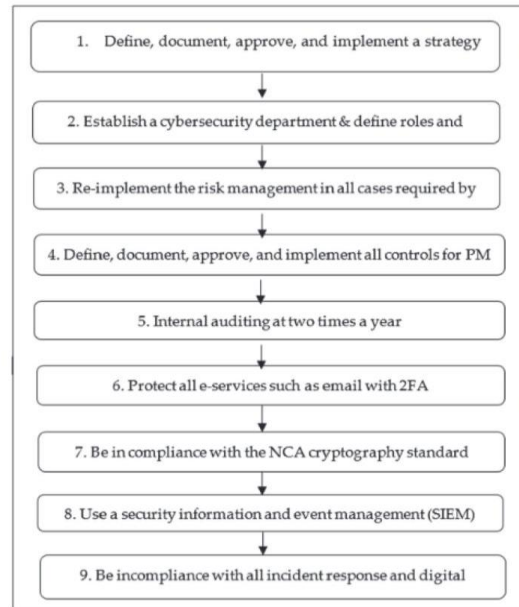 1. Define, document, approve, and implement a strategy
2. Establish a cybersecurity department & define roles and
3. Re-implement the risk management in all cases required by
4. Define, document, approve, and implement all controls for PM
5. Internal auditing at two times a year
6. Protect all e-services such as email with 2FA
7. Be in compliance with the NCA cryptography standard
8. Use a security information and event management (SIEM)
9. Be incompliance with all incident response and digital